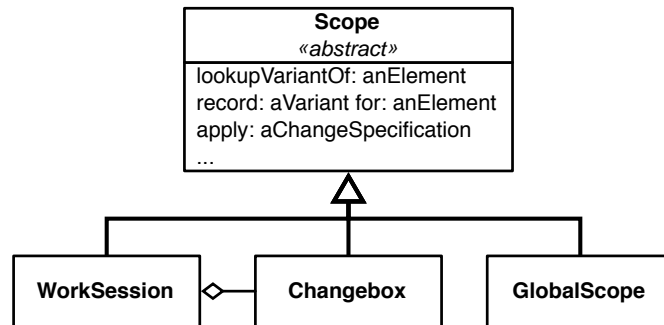 Scope
«abstract»
lookupVariantOf: anElement
record: aVariant for: anElement
apply: aChangeSpecification
...
WorkSession
Changebox
GlobalScope